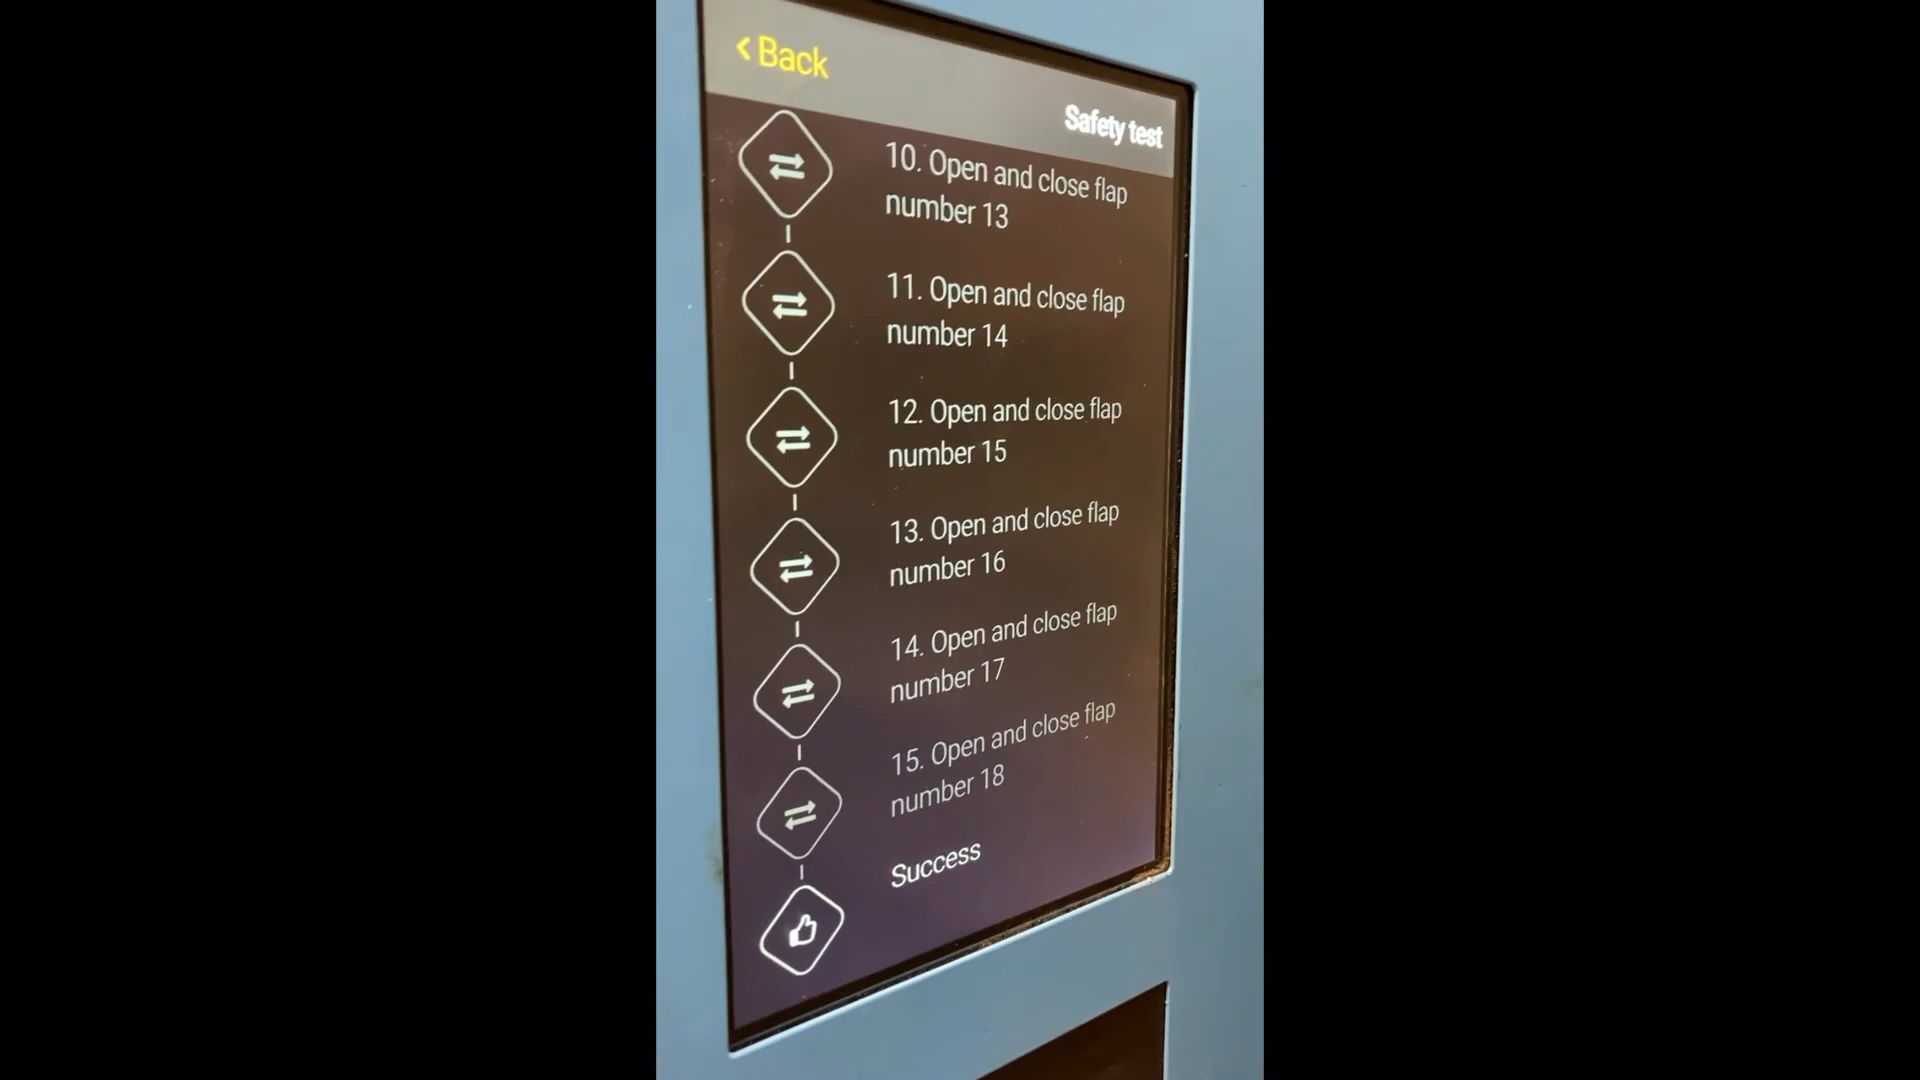 < Back
Safety test
10. Open and close flap
number 13
11. Open and close flap
number 14
12. Open and close flap
number 15
13. Open and close flap
number 16
14. Open and close flap
number 17
15. Open and close flap
number 18
Success